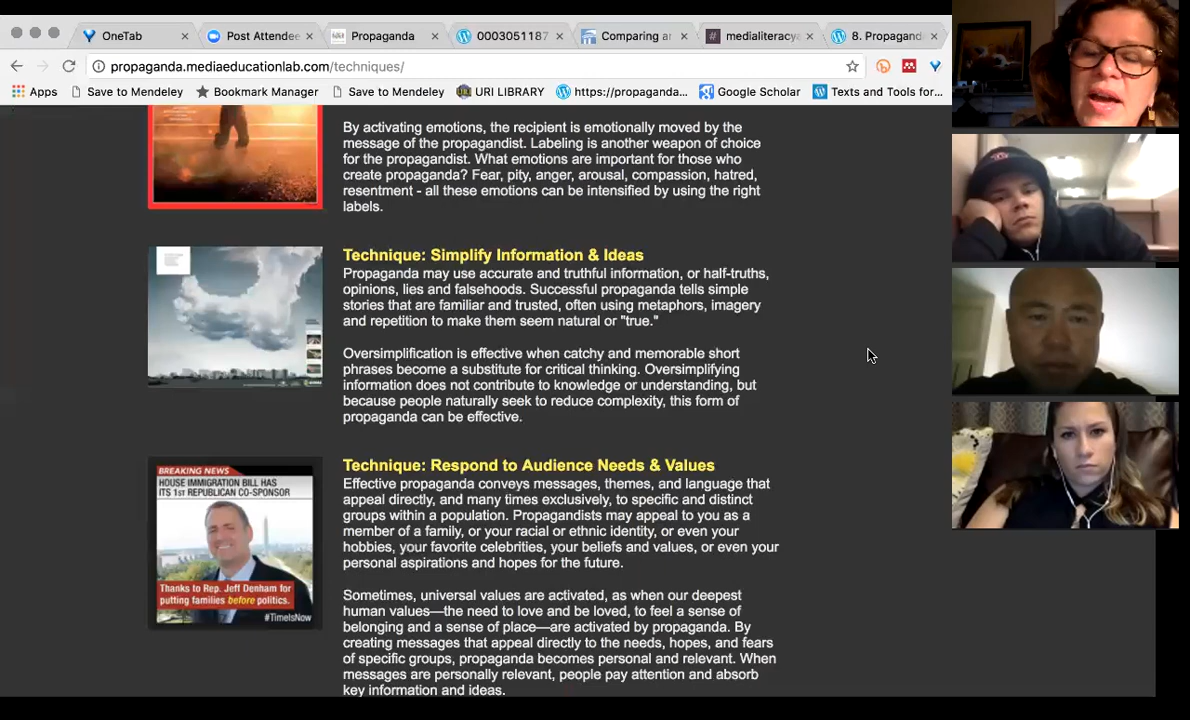 OneTab
Post Attendee
Propaganda
0003051187
Comparing a
medialiteracy
8. Propagand
propaganda.mediaeducationlab.com/techniques/
Apps
Save to Mendeley
Bookmark Manager
Save to Mendeley
URI LIBRARY
https://propaganda...
Google Scholar
Texts and Tools for...
By activating emotions, the recipient is emotionally moved by the
message of the propagandist. Labeling is another weapon of choice
for the propagandist. What emotions are important for those who
create propaganda? Fear, pity, anger, arousal, compassion, hatred,
resentment - all these emotions can be intensified by using the right
labels.
Technique: Simplify Information & Ideas
Propaganda may use accurate and truthful information, or half-truths,
opinions, lies and falsehoods. Successful propaganda tells simple
stories that are familiar and trusted, often using metaphors, imagery
and repetition to make them seem natural or "true."
Oversimplification is effective when catchy and memorable short
phrases become a substitute for critical thinking. Oversimplifying
information does not contribute to knowledge or understanding, but
because people naturally seek to reduce complexity, this form of
propaganda can be effective.
BREAKING NEWS
HOUSE IMMIGRATION BILL HAS
ITS 1ST REPUBLICAN CO-SPONSOR
Thanks to Rep. Jeff Denham for
putting families before politics.
#TimeIsNow
Technique: Respond to Audience Needs & Values
Effective propaganda conveys messages, themes, and language that
appeal directly, and many times exclusively, to specific and distinct
groups within a population. Propagandists may appeal to you as a
member of a family, or your racial or ethnic identity, or even your
hobbies, your favorite celebrities, your beliefs and values, or even your
personal aspirations and hopes for the future.
Sometimes, universal values are activated, as when our deepest
human values—the need to love and be loved, to feel a sense of
belonging and a sense of place—are activated by propaganda. By
creating messages that appeal directly to the needs, hopes, and fears
of specific groups, propaganda becomes personal and relevant. When
messages are personally relevant, people pay attention and absorb
key information and ideas.